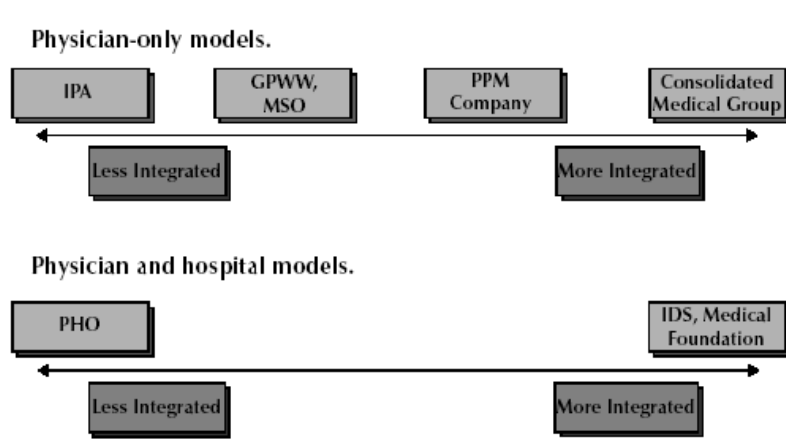 Physician-only models.
IPA
GPWW,
MSO
PPM
Company
Consolidated
Medical Group
Less Integrated
More Integrated
Physician and hospital models.
PHO
IDS, Medical
Foundation
Less Integrated
More Integrated